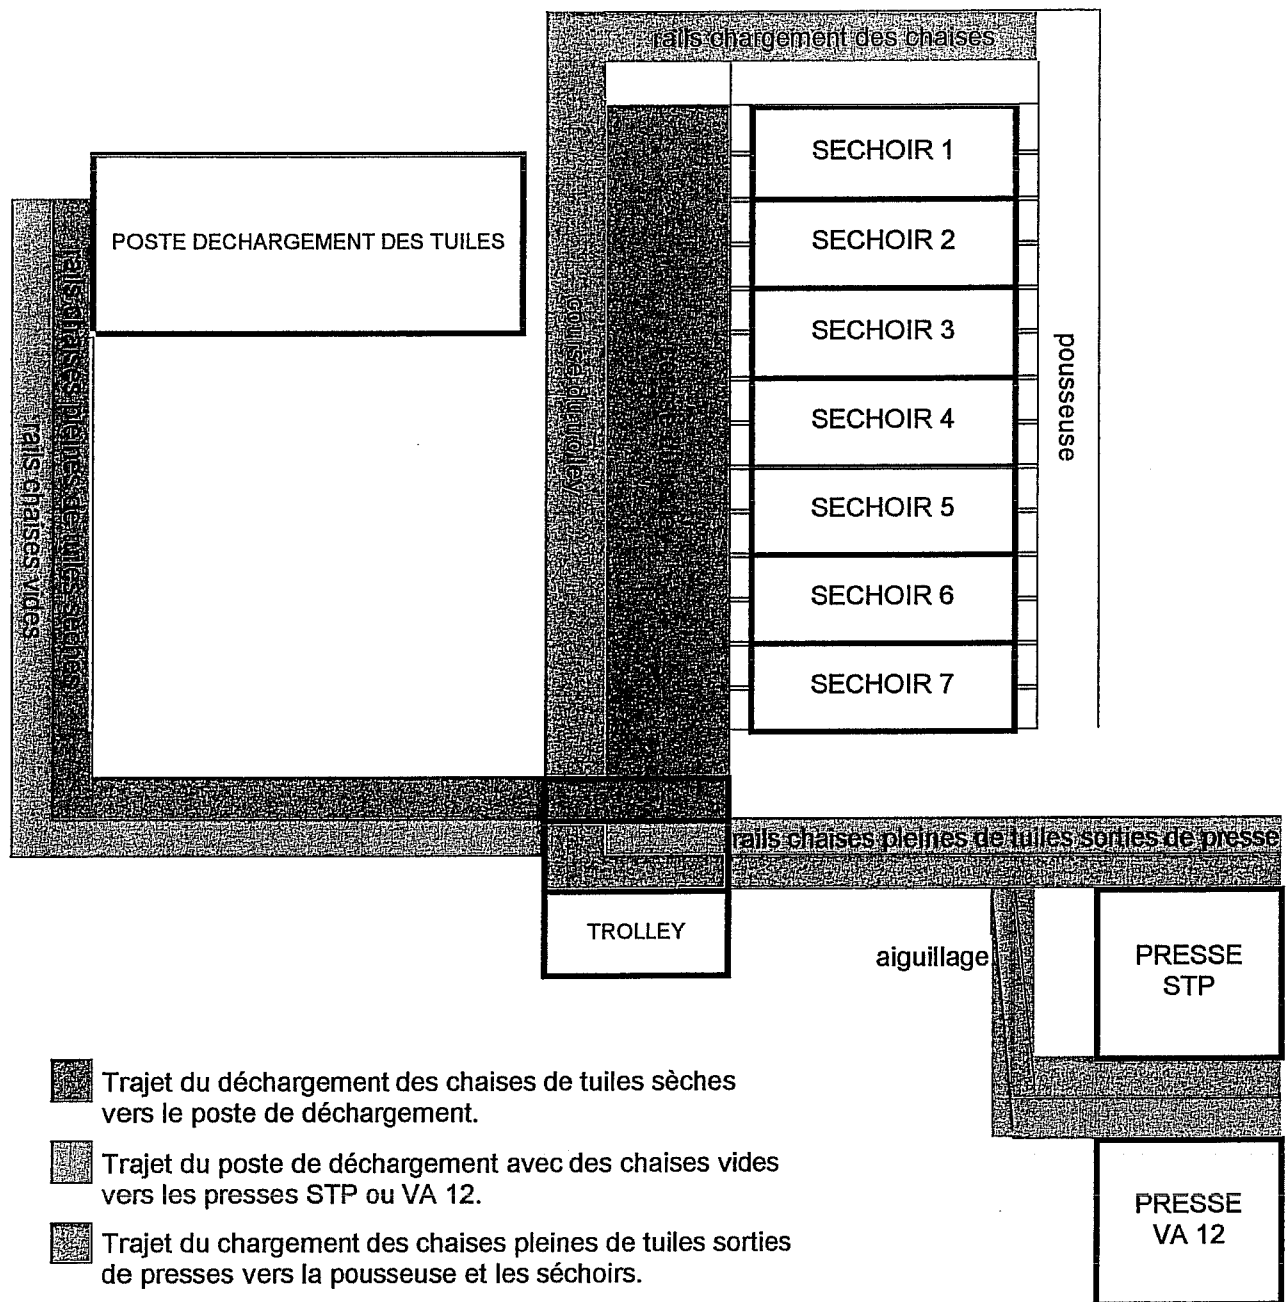 rails chargement des chaises
SECHOIR 1
POSTE DECHARGEMENT DES TUILES
SECHOIR 2
SECHOIR 3
SECHOIR 4
SECHOIR 5
SECHOIR 6
SECHOIR 7
pousseuse
rails chaises vides
rails chaises pleines de tuiles sèches
course du trolley
rails chaises pleines de tuiles sorties de presse
TROLLEY
aiguillage
PRESSE
STP
PRESSE
VA 12
Trajet du déchargement des chaises de tuiles sèches
vers le poste de déchargement.
Trajet du poste de déchargement avec des chaises vides
vers les presses STP ou VA 12.
Trajet du chargement des chaises pleines de tuiles sorties
de presses vers la pousseuse et les séchoirs.